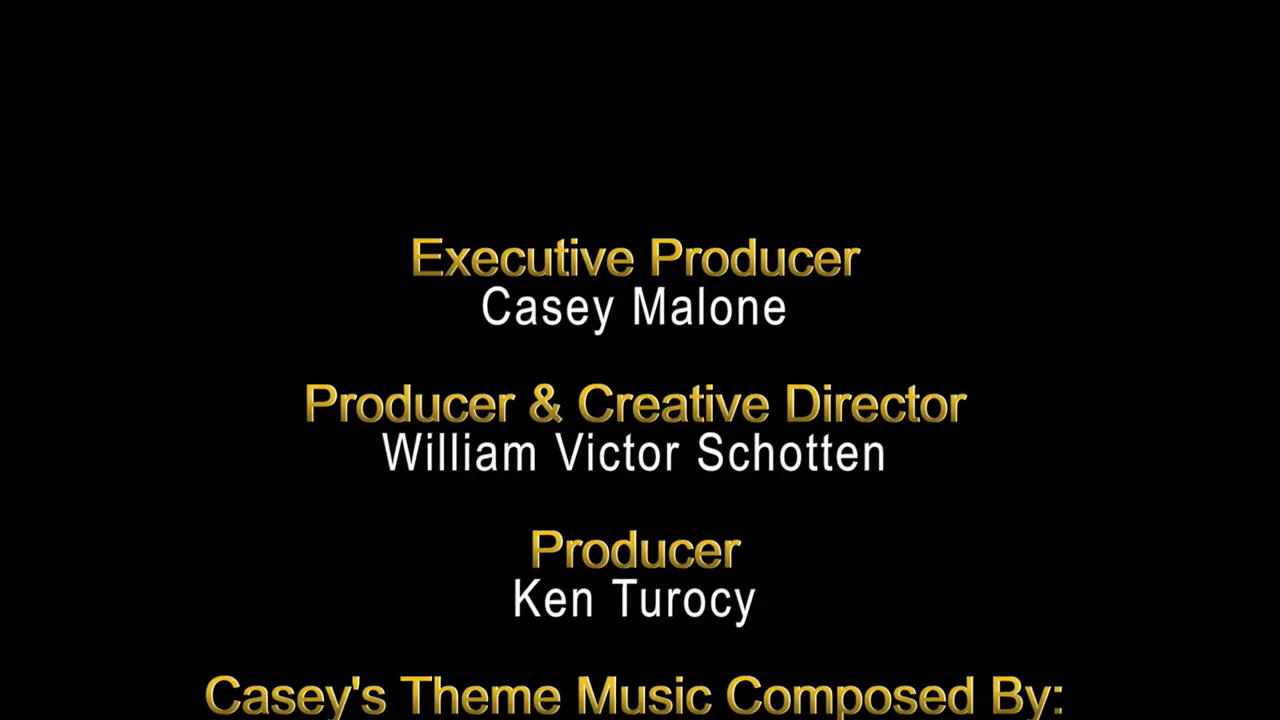 Executive Producer
Casey Malone
Producer & Creative Director
William Victor Schotten
Producer
Ken Turocy
Casey's Theme Music Composed By: